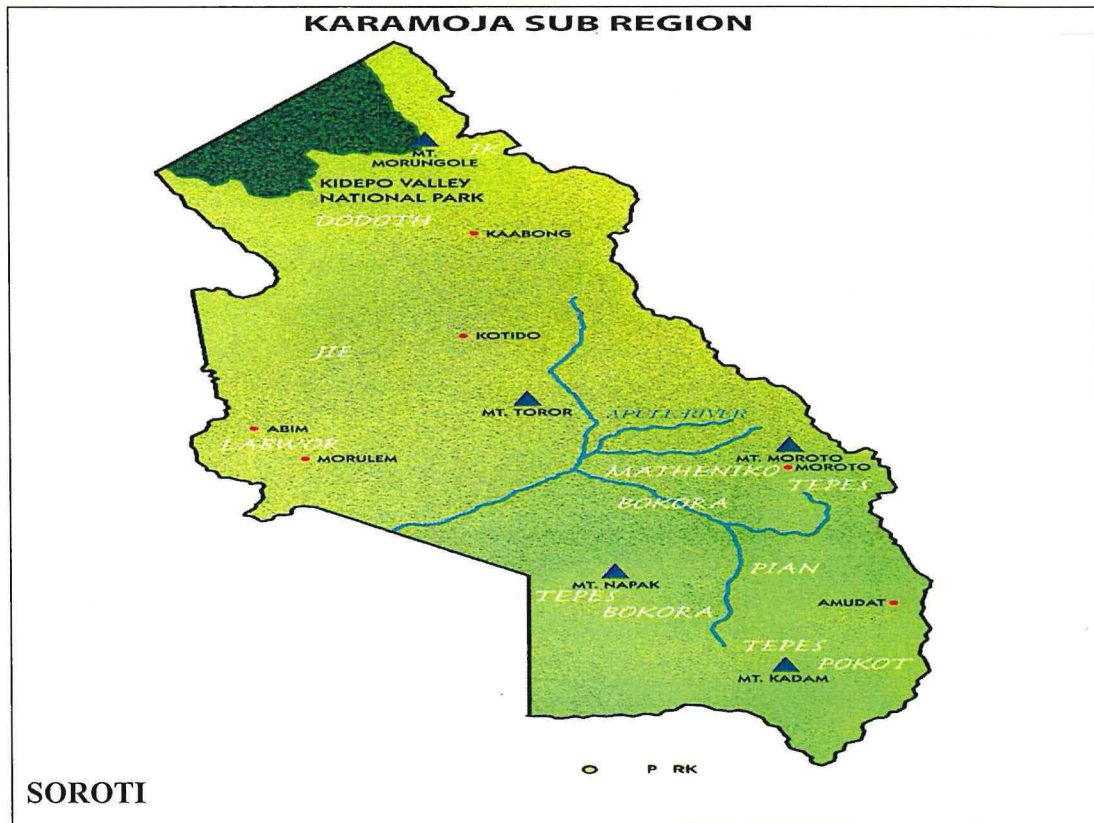 KARAMOJA SUB REGION
IK
MT.
MORUNGOLE
KIDEPO VALLEY
NATIONAL PARK
DODOTH
KAABONG
KOTIDO
JIE
MT. TOROR
APULE RIVER
ABIM
LABWOR
MORULEM
MT. MOROTO
MATHENIKO
MOROTO
TEPES
BOKORA
PIAN
MT. NAPAK
TEPES
BOKORA
AMUDAT
TEPES
POKOT
MT. KADAM
P RK
SOROTI